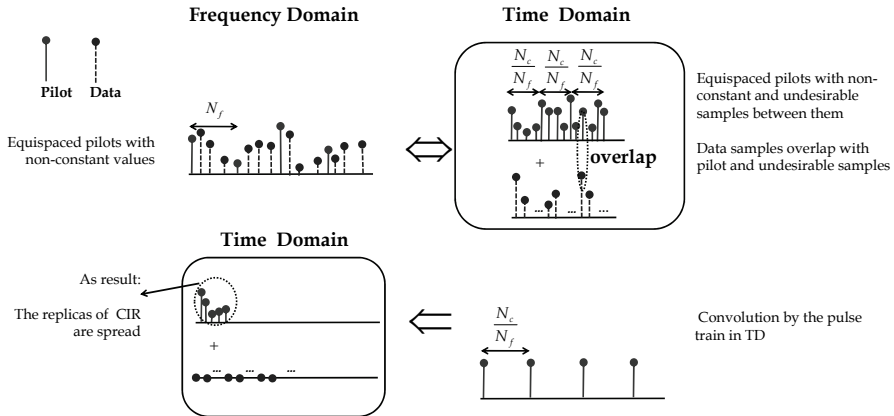 Frequency Domain
Time Domain
Pilot Data
N_f
N_c/N_f N_c/N_f N_c/N_f
Equispaced pilots with
non-constant values
Equispaced pilots with non-
constant and undesirable
samples between them
Data samples overlap with
pilot and undesirable samples
+
overlap
... ... ...
Time Domain
As result:
The replicas of CIR
are spread
+
... ... ...
N_c/N_f
Convolution by the pulse
train in TD